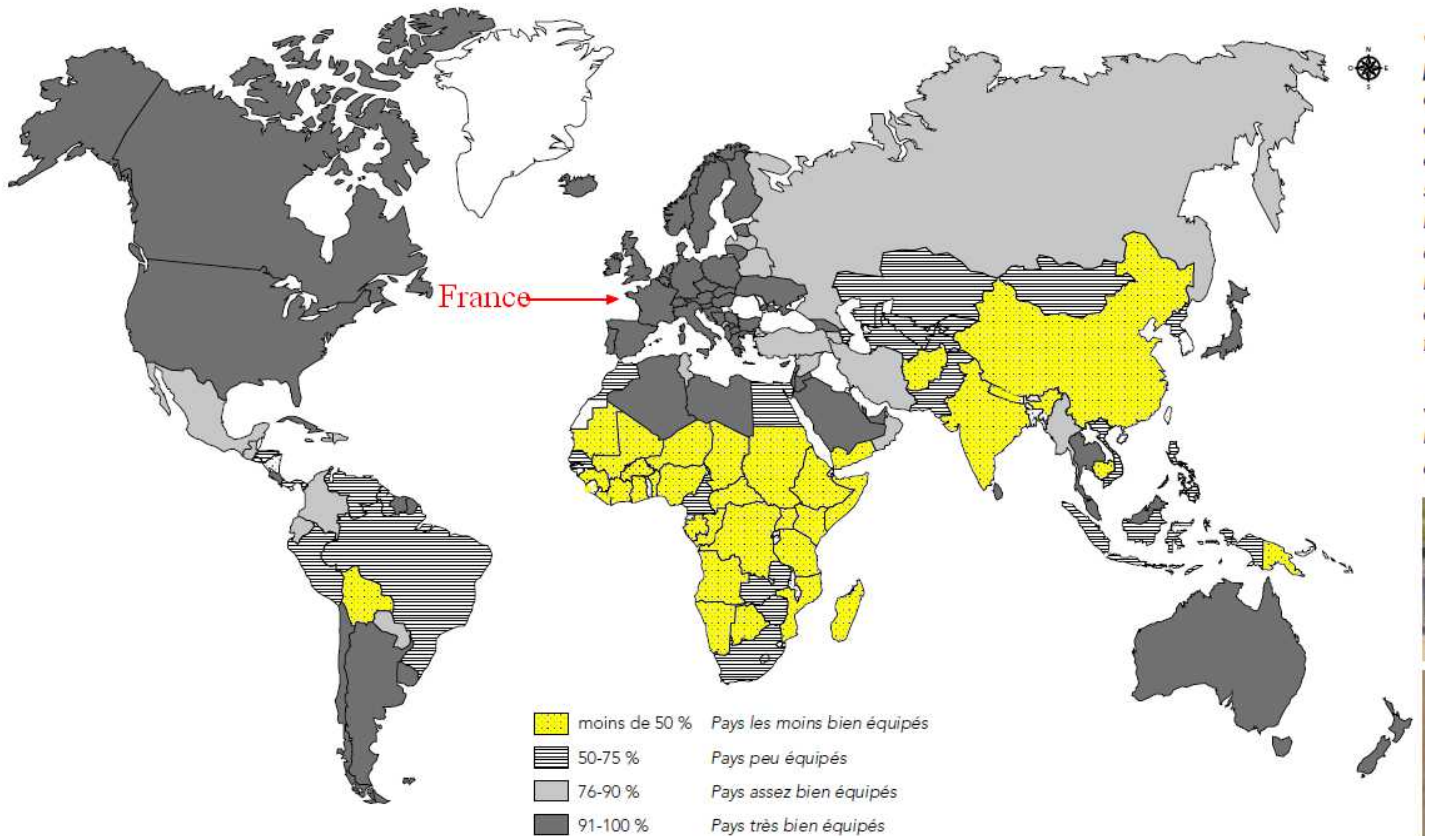 N
O E
S
France
moins de 50 % Pays les moins bien équipés
50-75 % Pays peu équipés
76-90 % Pays assez bien équipés
91-100 % Pays très bien équipés